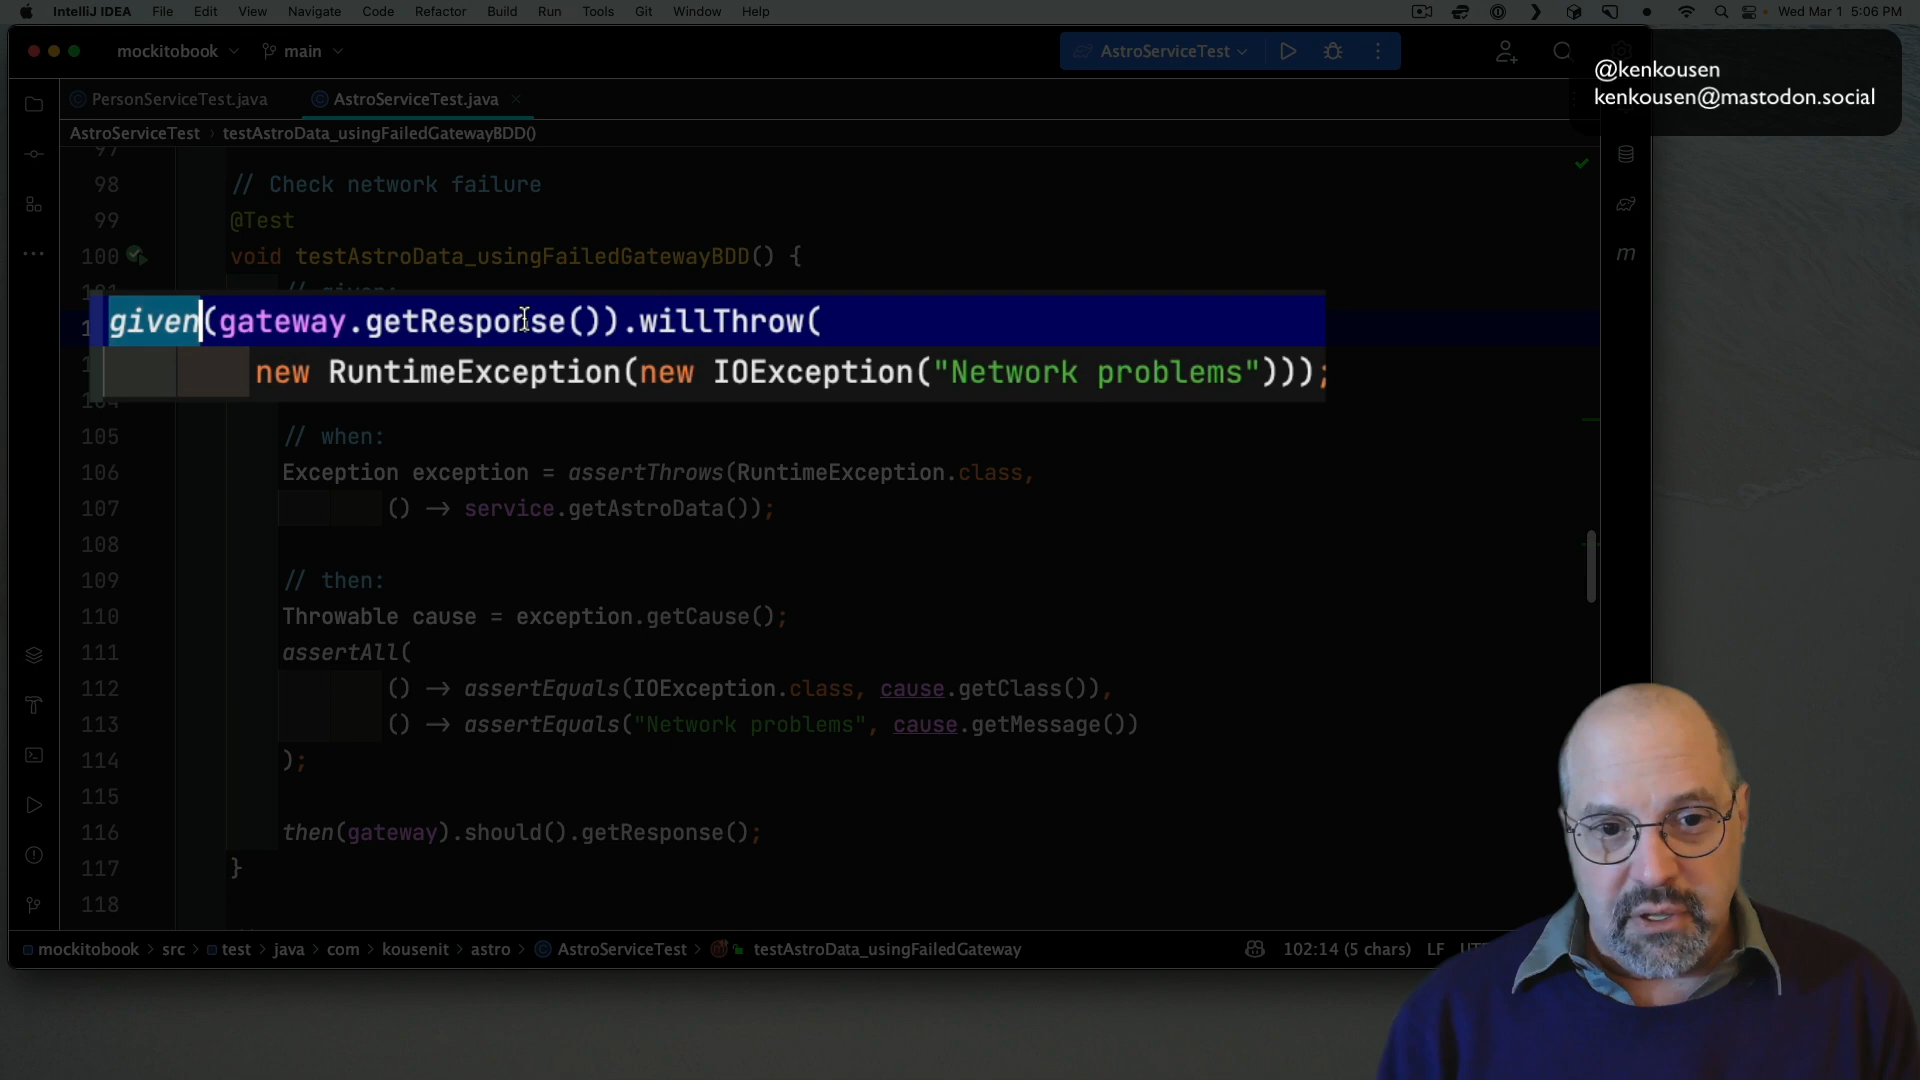 IntelliJ IDEA File Edit View Navigate Code Refactor Build Run Tools Git Window Help Wed Mar 1 5:06 PM
mockitobook main AstroServiceTest
@kenkousen
kenkousen@mastodon.social
PersonServiceTest.java AstroServiceTest.java
AstroServiceTest › testAstroData_usingFailedGatewayBDD()
97
98 // Check network failure
99 @Test
100 void testAstroData_usingFailedGatewayBDD() {
// given:
given(gateway.getResponse()).willThrow(
new RuntimeException(new IOException("Network problems")));
105 // when:
106 Exception exception = assertThrows(RuntimeException.class,
107 () → service.getAstroData());
108
109 // then:
110 Throwable cause = exception.getCause();
111 assertAll(
112 () → assertEquals(IOException.class, cause.getClass()),
113 () → assertEquals("Network problems", cause.getMessage())
114 );
115
116 then(gateway).should().getResponse();
117 }
118
mockitobook › src › test › java › com › kousenit › astro › AstroServiceTest › testAstroData_usingFailedGateway 102:14 (5 chars) LF